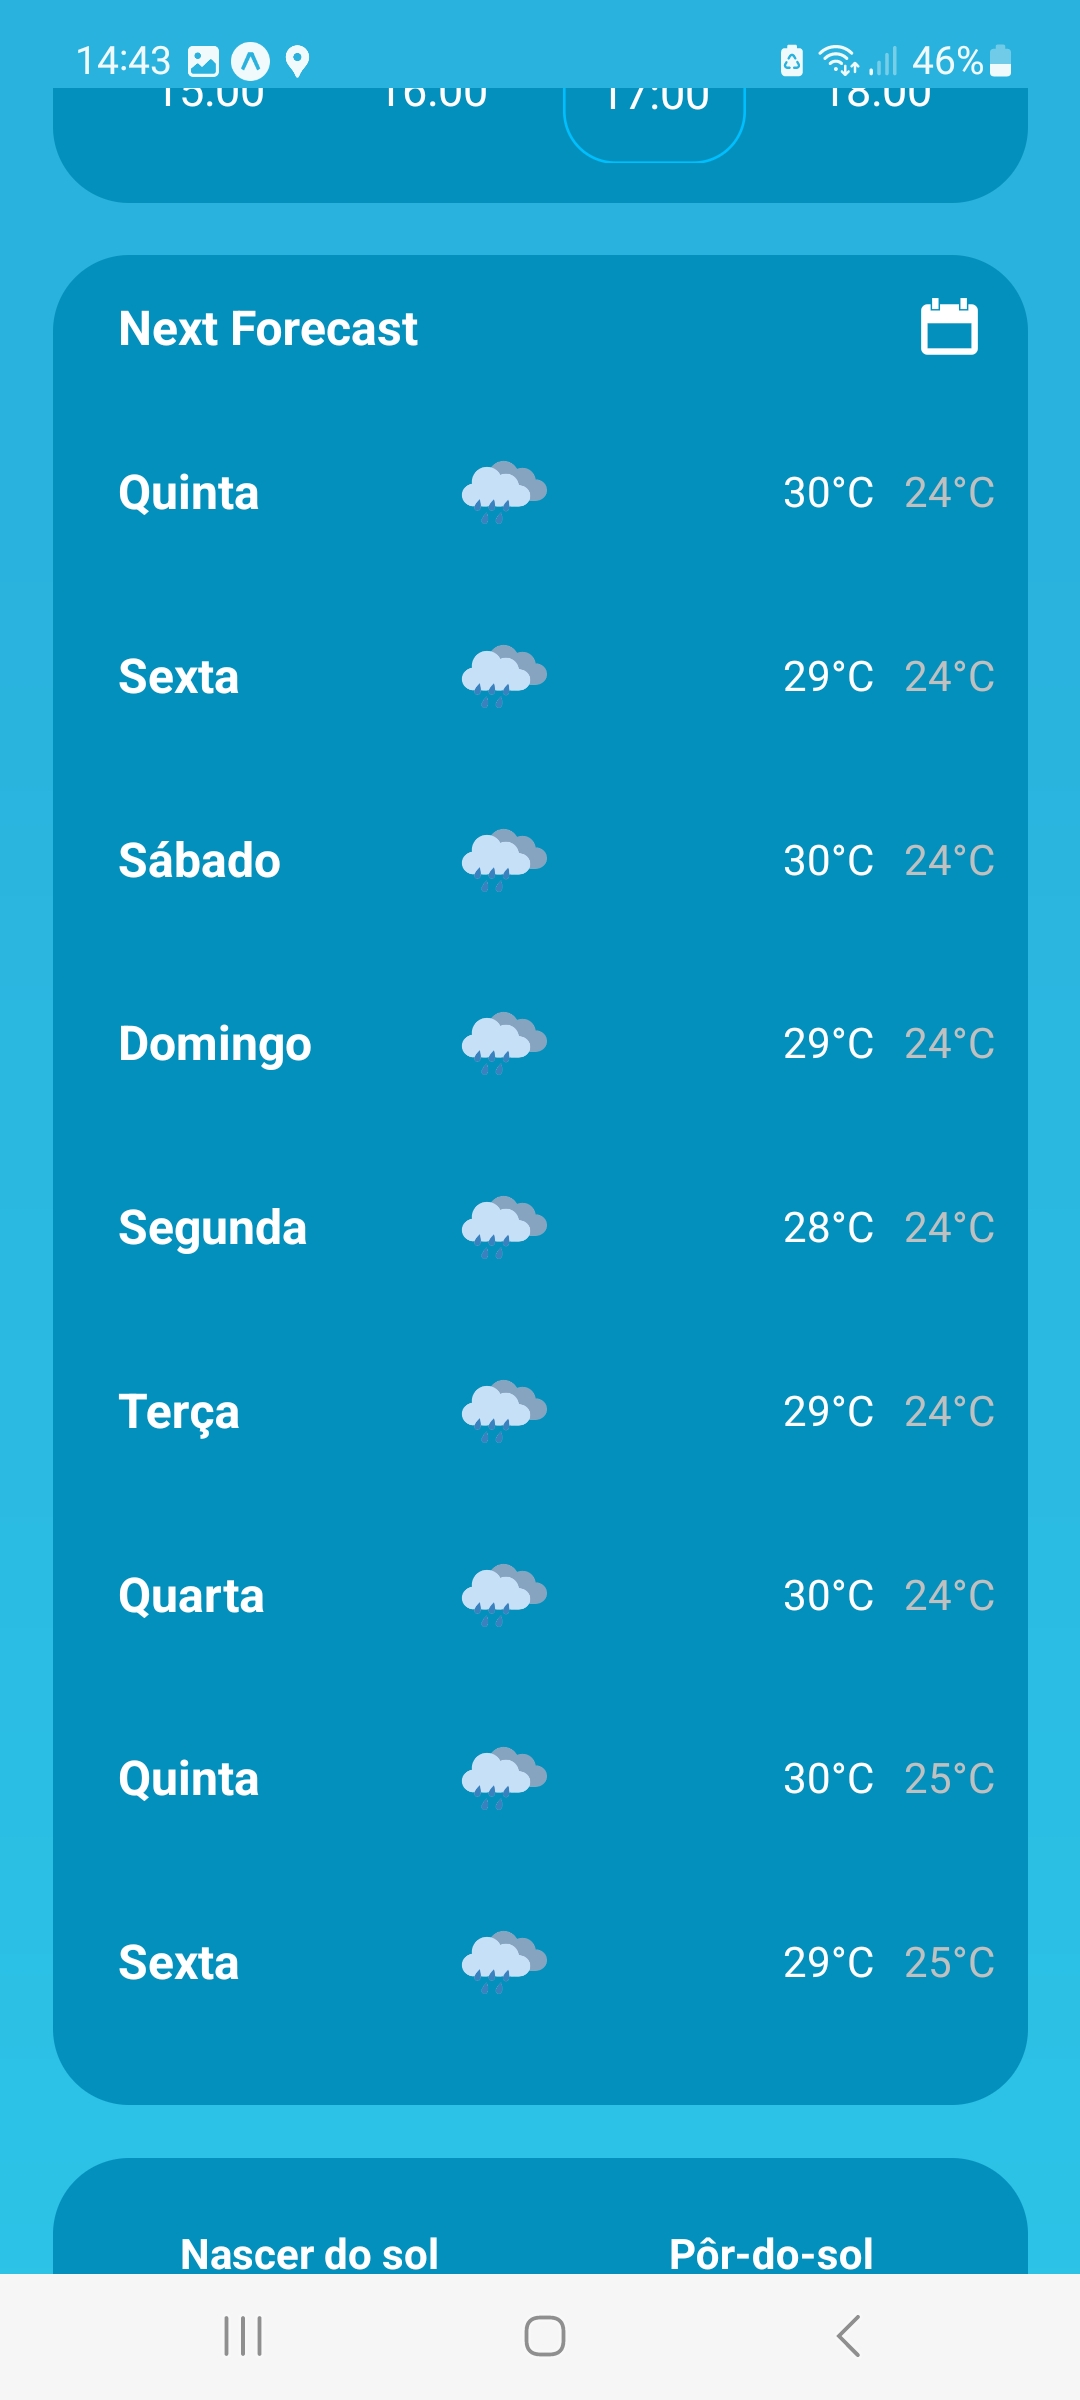 14:43 46%
15:00 16:00 17:00 18:00
Next Forecast
Quinta 30°C 24°C
Sexta 29°C 24°C
Sábado 30°C 24°C
Domingo 29°C 24°C
Segunda 28°C 24°C
Terça 29°C 24°C
Quarta 30°C 24°C
Quinta 30°C 25°C
Sexta 29°C 25°C
Nascer do sol Pôr-do-sol